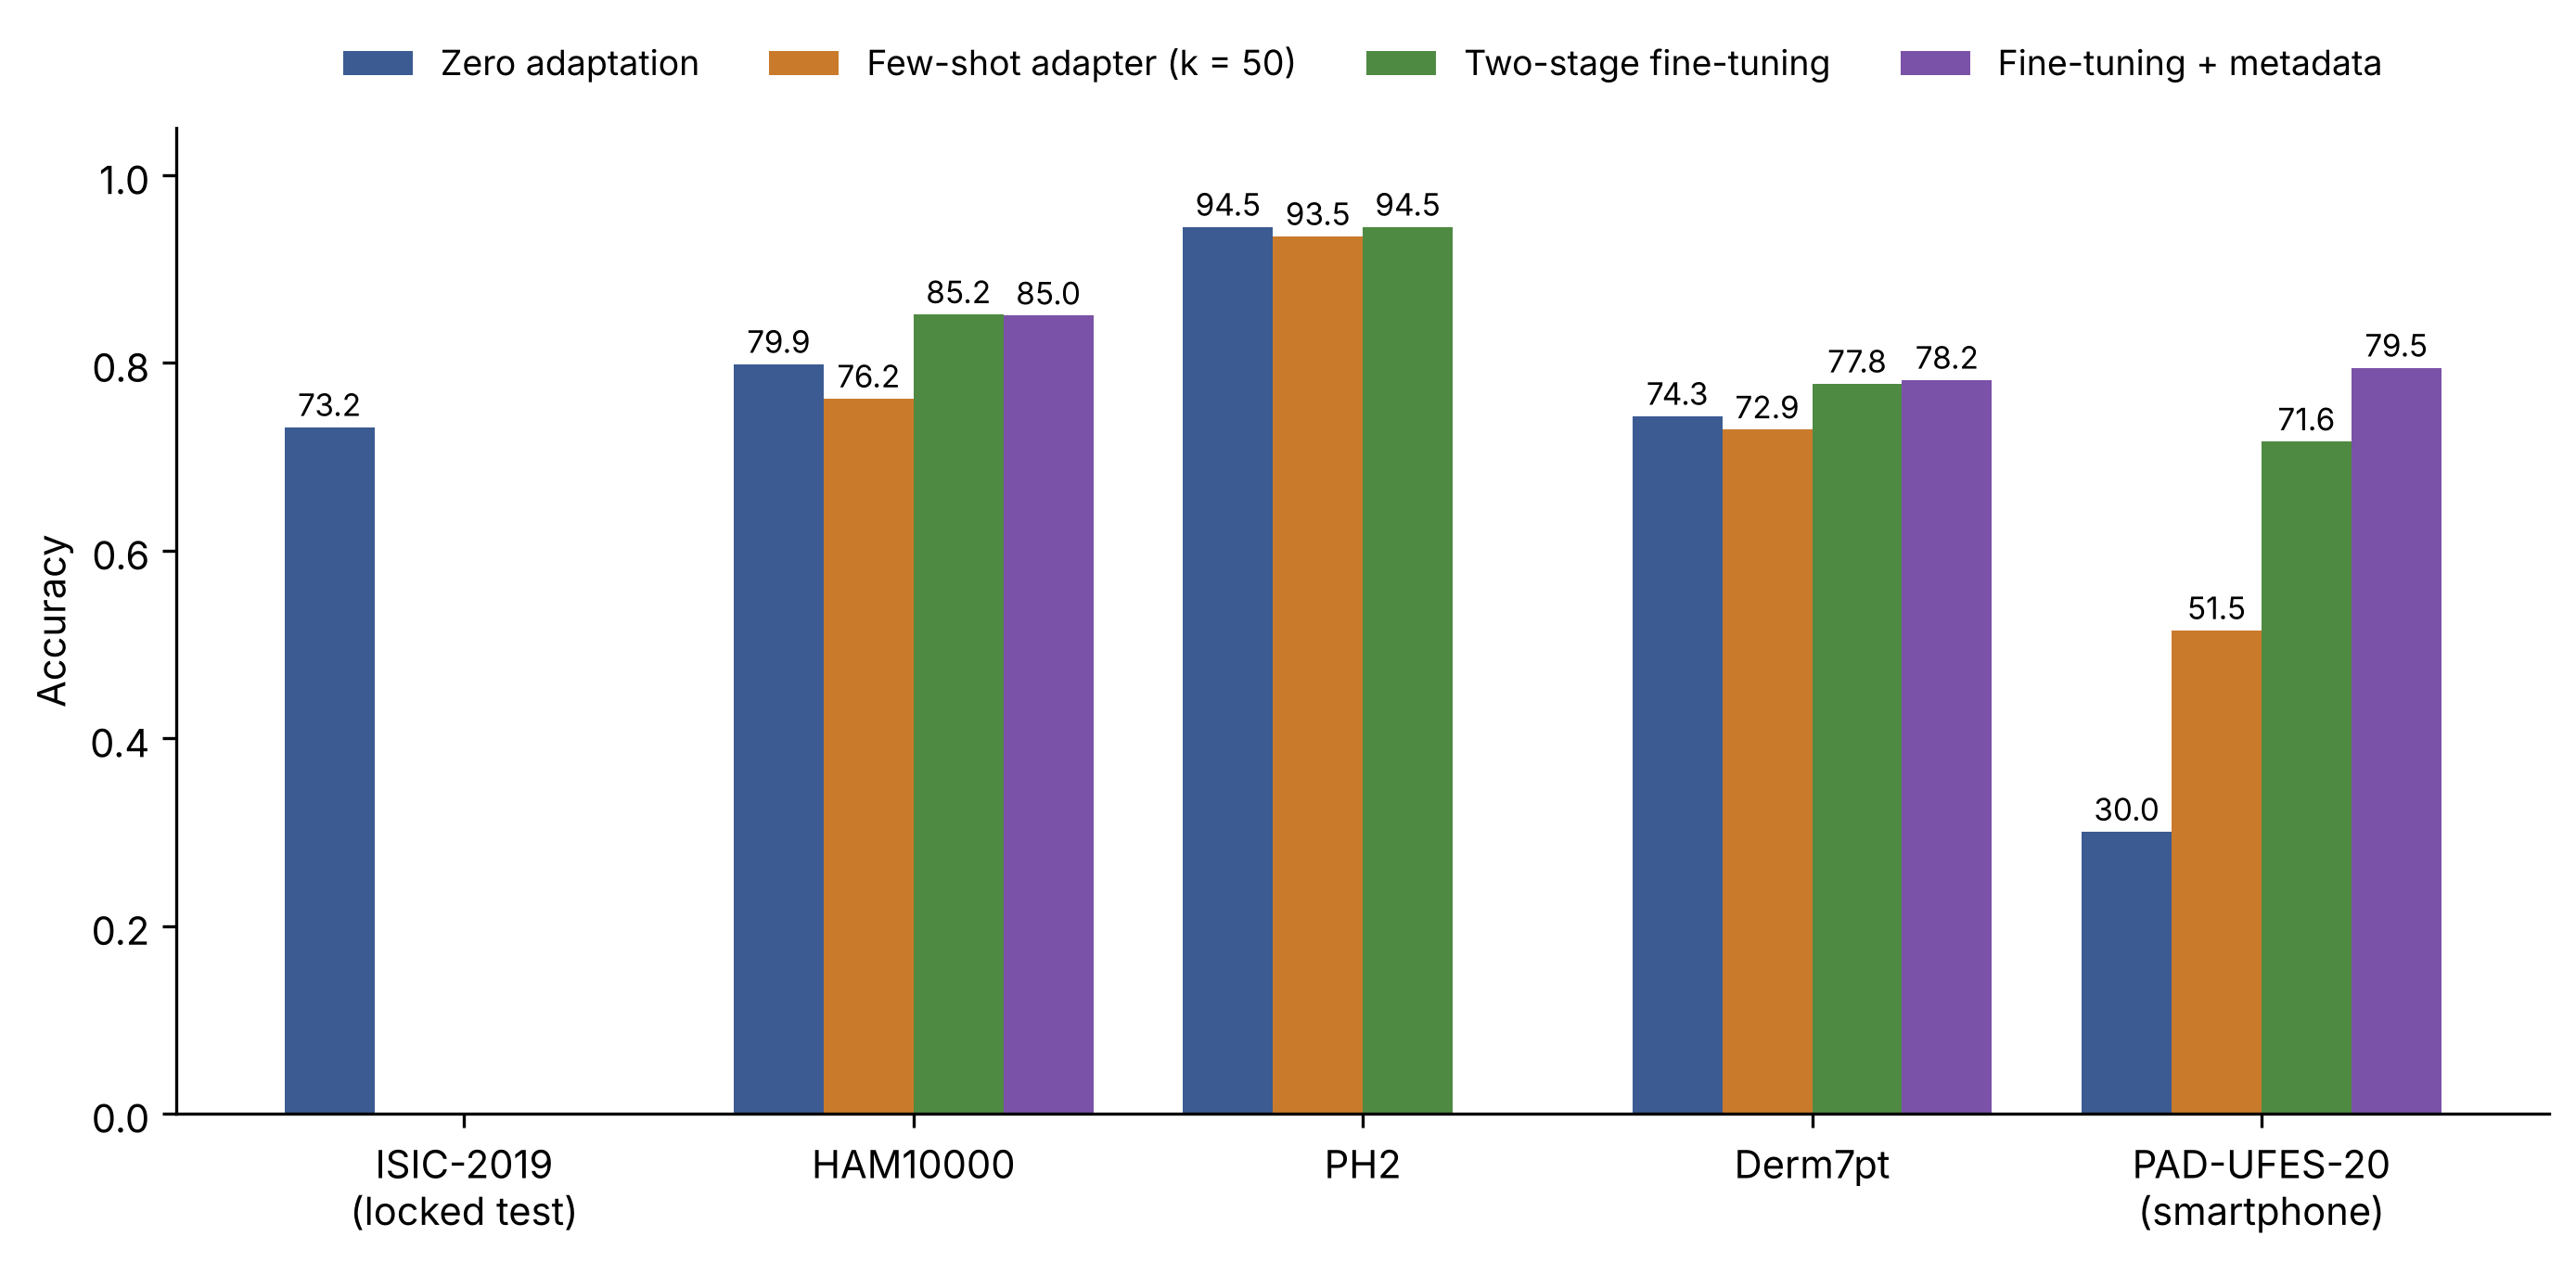 Zero adaptation
Few-shot adapter (k = 50)
Two-stage fine-tuning
Fine-tuning + metadata
Accuracy
1.0
0.8
0.6
0.4
0.2
0.0
73.2
79.9
76.2
85.2
85.0
94.5
93.5
94.5
74.3
72.9
77.8
78.2
30.0
51.5
71.6
79.5
ISIC-2019
(locked test)
HAM10000
PH2
Derm7pt
PAD-UFES-20
(smartphone)